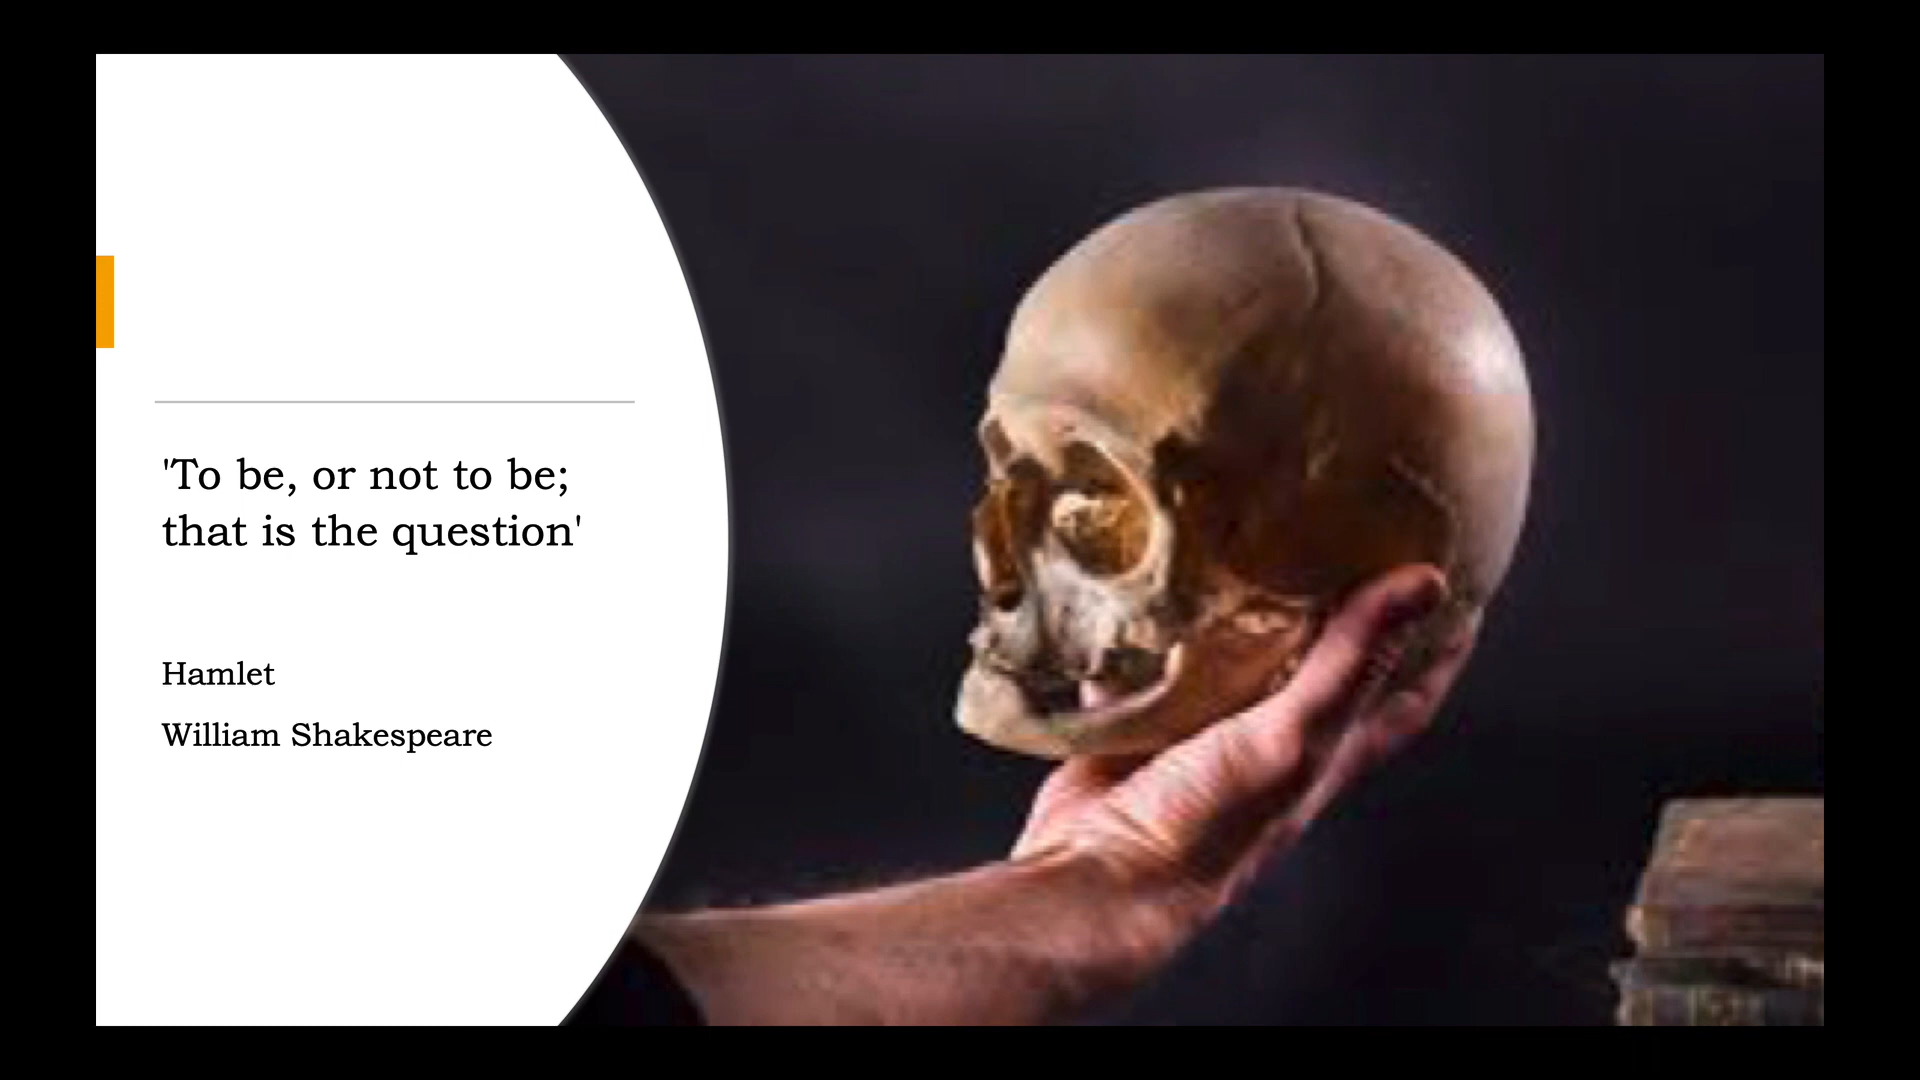 'To be, or not to be;
that is the question'
Hamlet
William Shakespeare